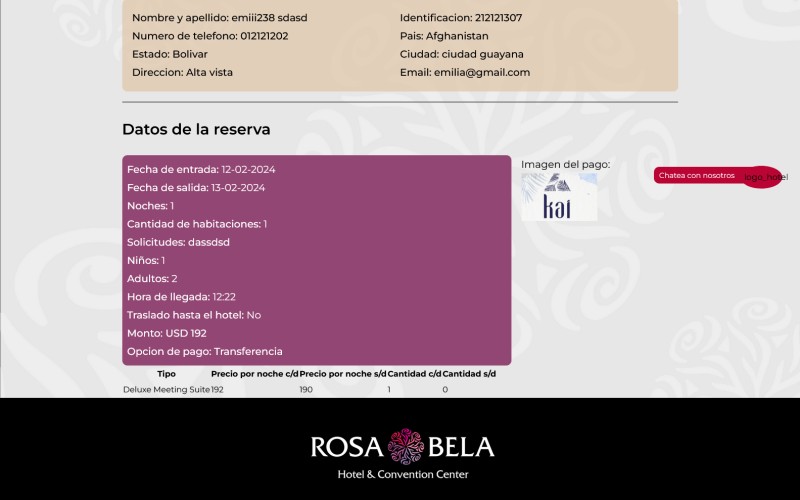 Nombre y apellido: emiii238 sdasd
Identificacion: 212121307
Numero de telefono: 012121202
Pais: Afghanistan
Estado: Bolivar
Ciudad: ciudad guayana
Direccion: Alta vista
Email: emilia@gmail.com
Datos de la reserva
Fecha de entrada: 12-02-2024
Fecha de salida: 13-02-2024
Noches: 1
Cantidad de habitaciones: 1
Solicitudes: dassdsd
Niños: 1
Adultos: 2
Hora de llegada: 12:22
Traslado hasta el hotel: No
Monto: USD 192
Opcion de pago: Transferencia
Imagen del pago:
kai
Chatea con nosotros
logo_hotel
Tipo Precio por noche c/d Precio por noche s/d Cantidad c/d Cantidad s/d
Deluxe Meeting Suite 192 190 1 0
ROSA BELA
Hotel & Convention Center